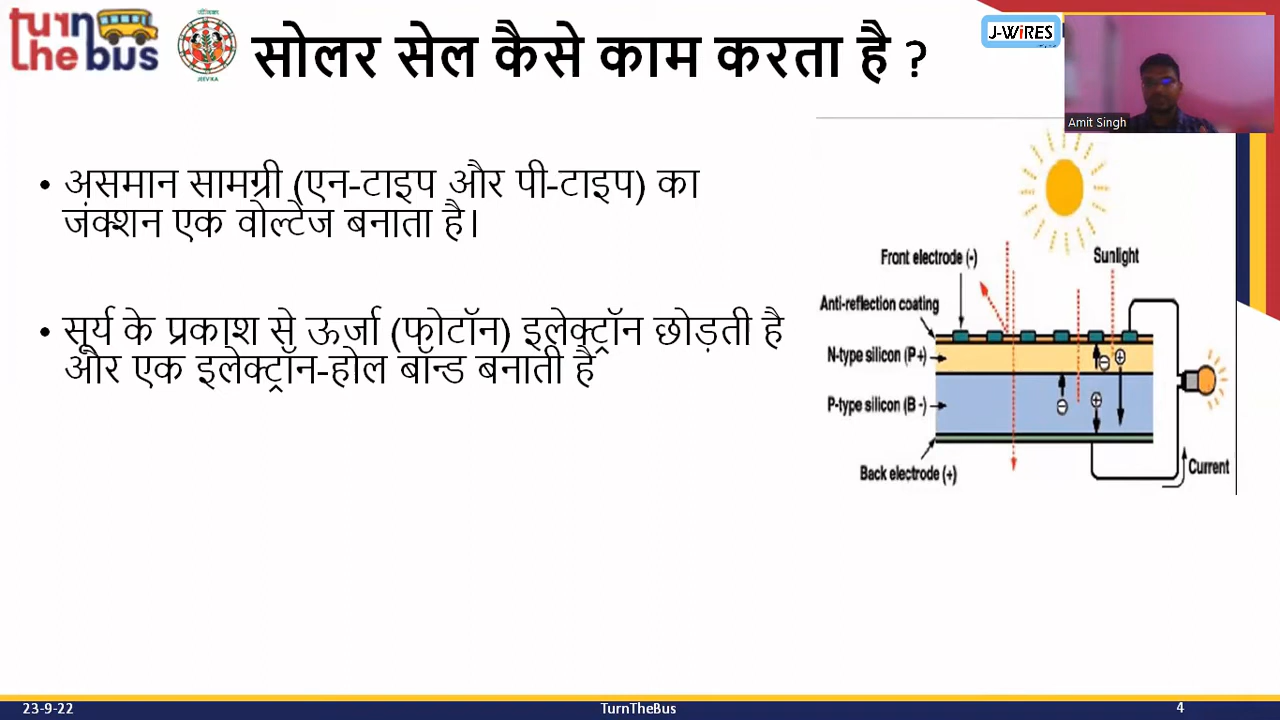 turn
the bus
JEEVIKA
सोलर सेल कैसे काम करता है ?
J-WiRES
Amit Singh
• असमान सामग्री (एन-टाइप और पी-टाइप) का
जंक्शन एक वोल्टेज बनाता है।
• सूर्य के प्रकाश से ऊर्जा (फोटॉन) इलेक्ट्रॉन छोड़ती है
और एक इलेक्ट्रॉन-होल बॉन्ड बनाती है
Front electrode (-)
Sunlight
Anti-reflection coating
N-type silicon (P+)
P-type silicon (B-)
Back electrode (+)
Current
23-9-22
TurnTheBus
4